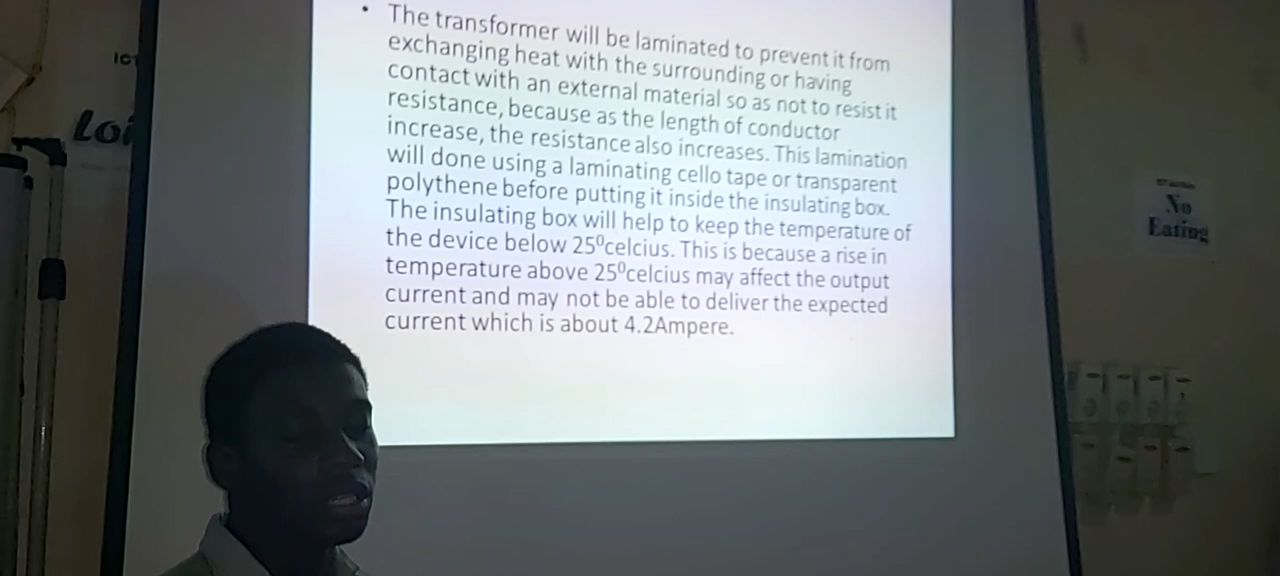 IC
Loi
• The transformer will be laminated to prevent it from
exchanging heat with the surrounding or having
contact with an external material so as not to resist it
resistance, because as the length of conductor
increase, the resistance also increases. This lamination
will done using a laminating cello tape or transparent
polythene before putting it inside the insulating box.
The insulating box will help to keep the temperature of
the device below 25⁰celcius. This is because a rise in
temperature above 25⁰celcius may affect the output
current and may not be able to deliver the expected
current which is about 4.2Ampere.
No
Eating